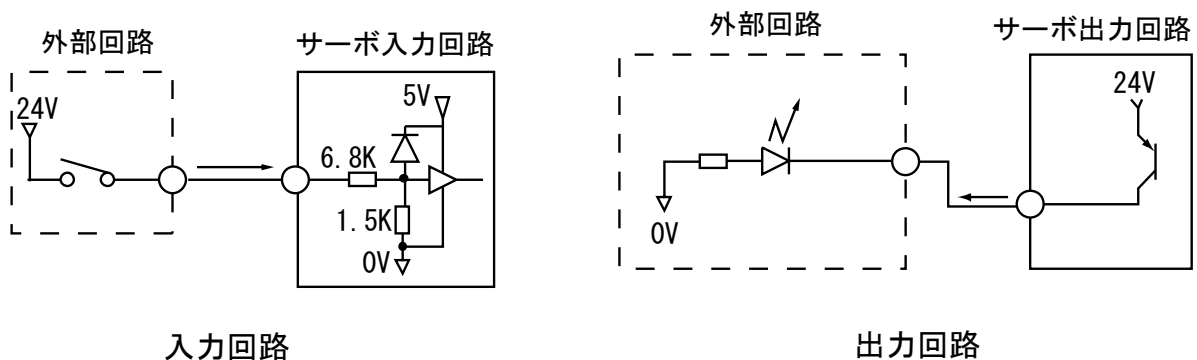 外部回路
サーボ入力回路
24V
5V
6.8K
1.5K
0V
入力回路
外部回路
サーボ出力回路
24V
0V
出力回路